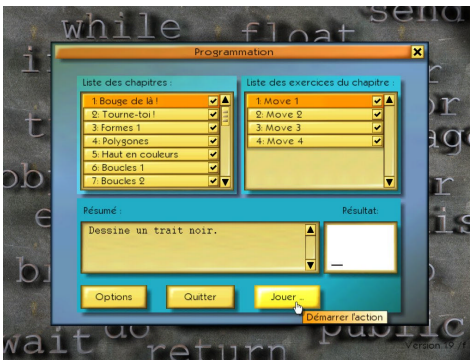 while float send
Programmation
Liste des chapitres :
Liste des exercices du chapitre :
1: Bouge de là !
2: Tourne-toi !
3: Formes 1
4: Polygones
5: Haut en couleurs
6: Boucles 1
7: Boucles 2
1: Move 1
2: Move 2
3: Move 3
4: Move 4
Résumé :
Résultat:
Dessine un trait noir.
Options
Quitter
Jouer ..
Démarrer l'action
wait do return public